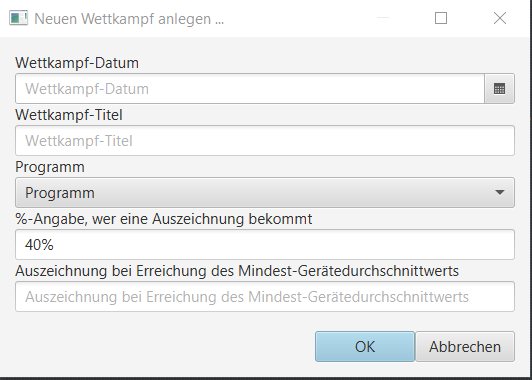 Neuen Wettkampf anlegen ...
Wettkampf-Datum
Wettkampf-Datum
Wettkampf-Titel
Wettkampf-Titel
Programm
Programm
%-Angabe, wer eine Auszeichnung bekommt
40%
Auszeichnung bei Erreichung des Mindest-Gerätedurchschnittwerts
Auszeichnung bei Erreichung des Mindest-Gerätedurchschnittwerts
OK Abbrechen